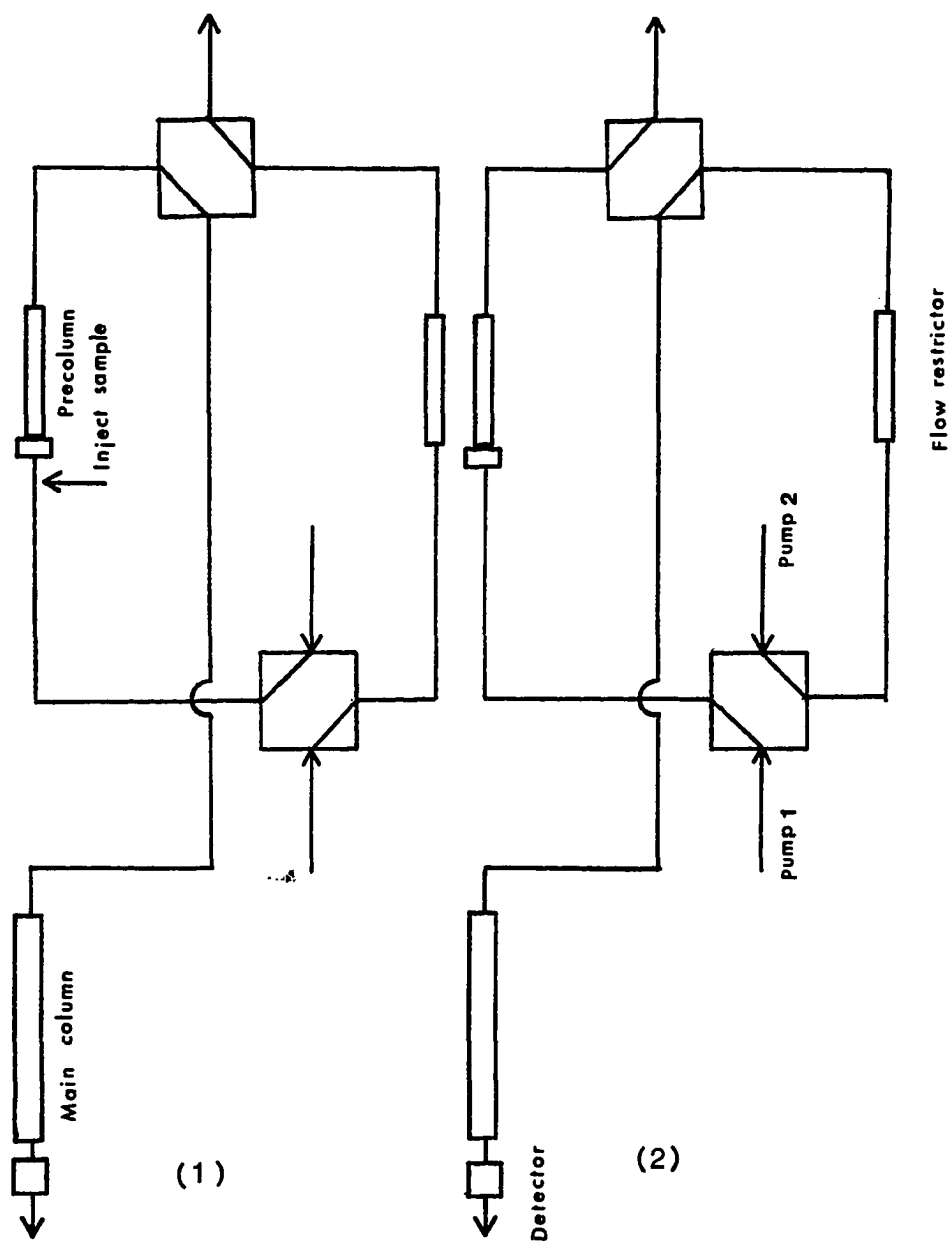 Precolumn
Inject sample
Main column
(1)
Pump 2
Pump 1
Flow restrictor
Detector
(2)